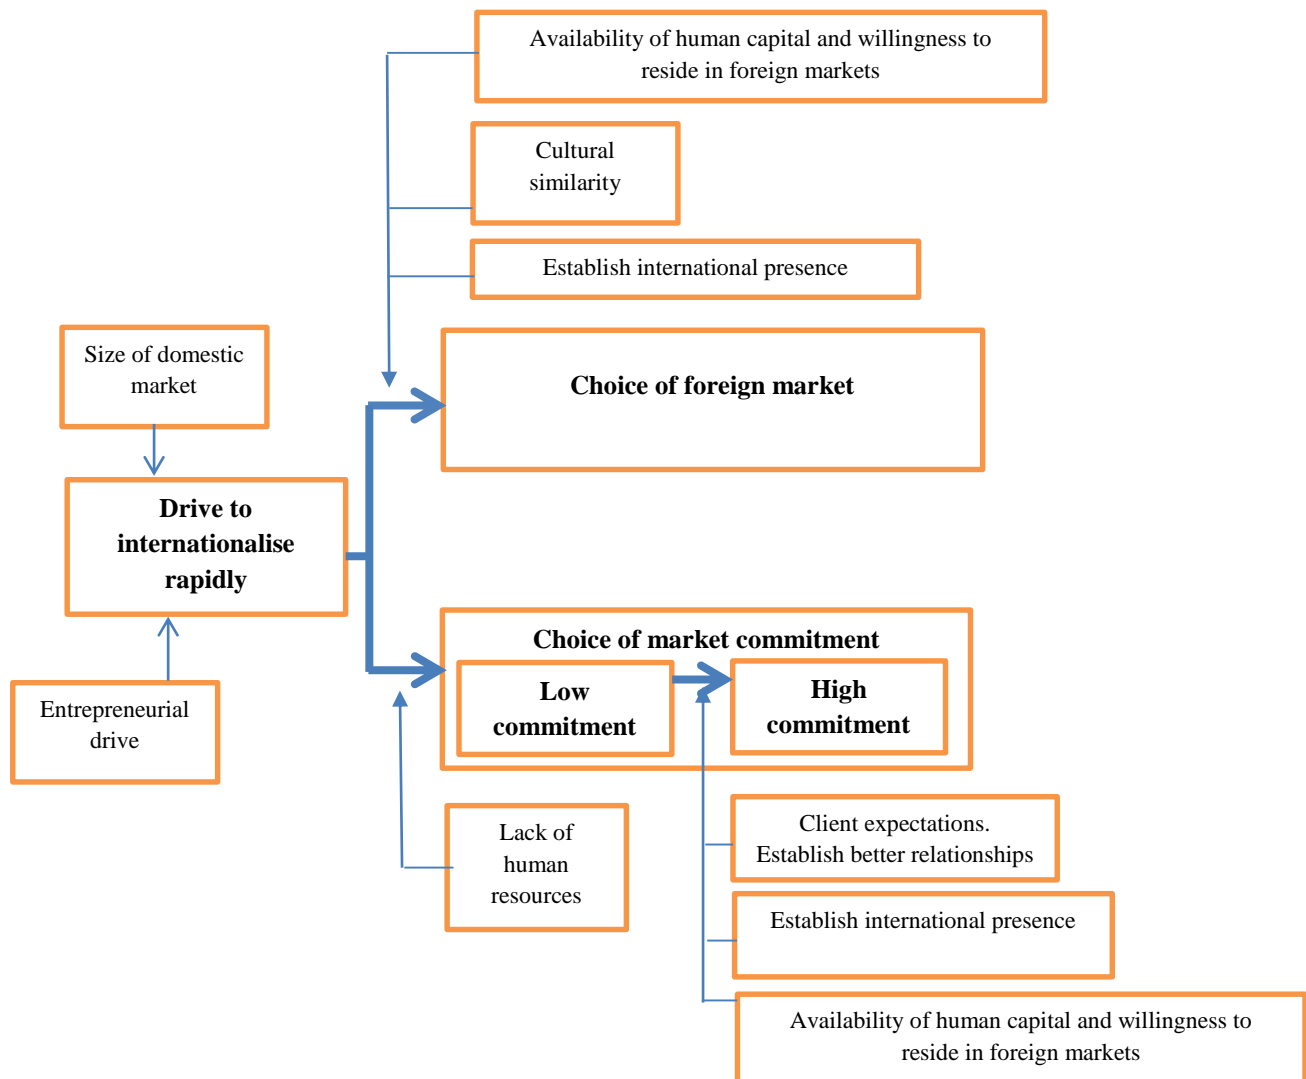 Availability of human capital and willingness to
reside in foreign markets
Cultural
similarity
Establish international presence
Size of domestic
market
Choice of foreign market
Drive to
internationalise
rapidly
Choice of market commitment
Low
commitment
High
commitment
Entrepreneurial
drive
Lack of
human
resources
Client expectations.
Establish better relationships
Establish international presence
Availability of human capital and willingness to
reside in foreign markets